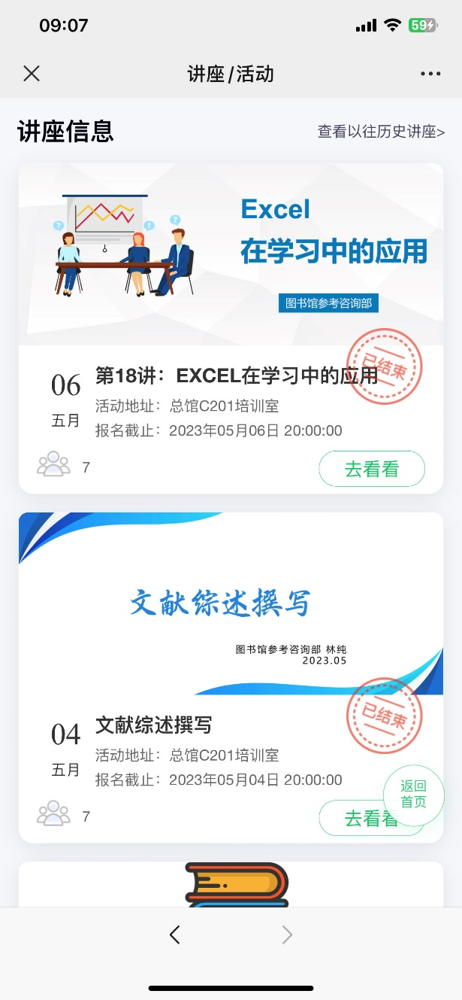 09:07
59
讲座/活动
讲座信息
查看以往历史讲座>
Excel
在学习中的应用
图书馆参考咨询部
已结束
06
五月
第18讲：EXCEL在学习中的应用
活动地址：总馆C201培训室
报名截止：2023年05月06日 20:00:00
7
去看看
文献综述撰写
图书馆参考咨询部 林纯
2023.05
已结束
04
五月
文献综述撰写
活动地址：总馆C201培训室
报名截止：2023年05月04日 20:00:00
返回
首页
7
去看看